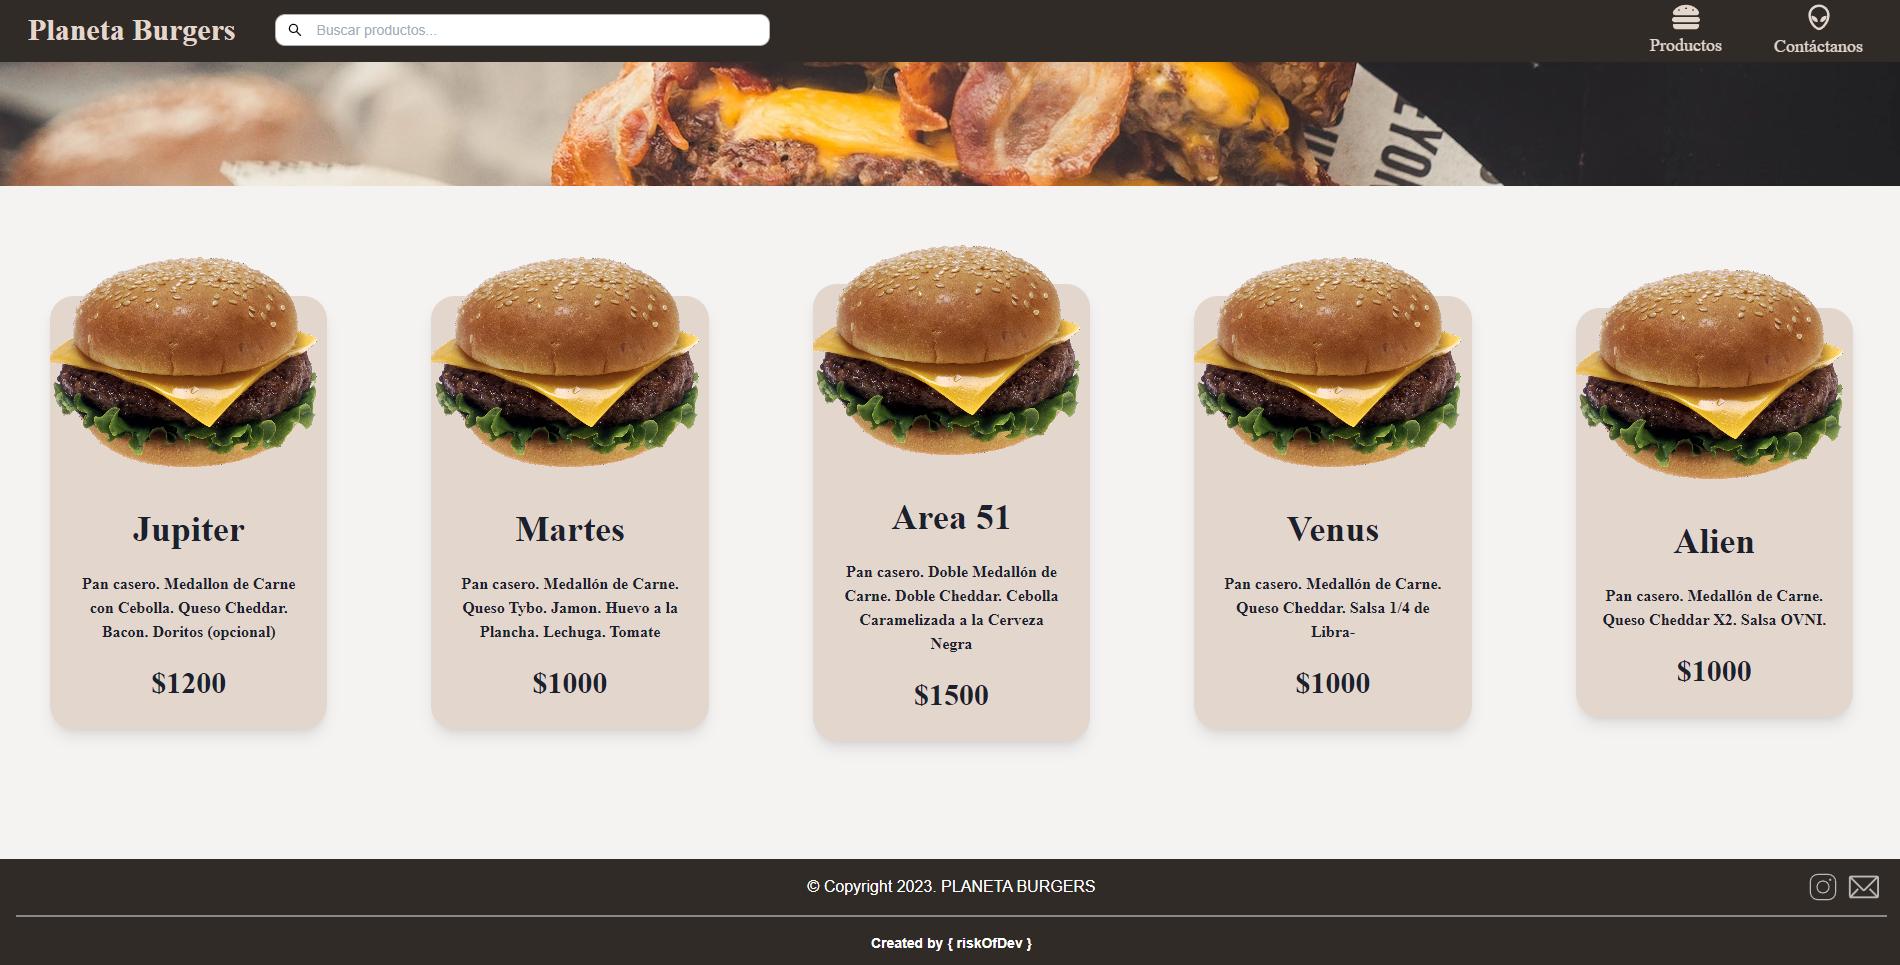 Planeta Burgers
Buscar productos...
Productos
Contáctanos
Jupiter
Pan casero. Medallon de Carne
con Cebolla. Queso Cheddar.
Bacon. Doritos (opcional)
$1200
Martes
Pan casero. Medallón de Carne.
Queso Tybo. Jamon. Huevo a la
Plancha. Lechuga. Tomate
$1000
Area 51
Pan casero. Doble Medallón de
Carne. Doble Cheddar. Cebolla
Caramelizada a la Cerveza
Negra
$1500
Venus
Pan casero. Medallón de Carne.
Queso Cheddar. Salsa 1/4 de
Libra-
$1000
Alien
Pan casero. Medallón de Carne.
Queso Cheddar X2. Salsa OVNI.
$1000
© Copyright 2023. PLANETA BURGERS
Created by { riskOfDev }